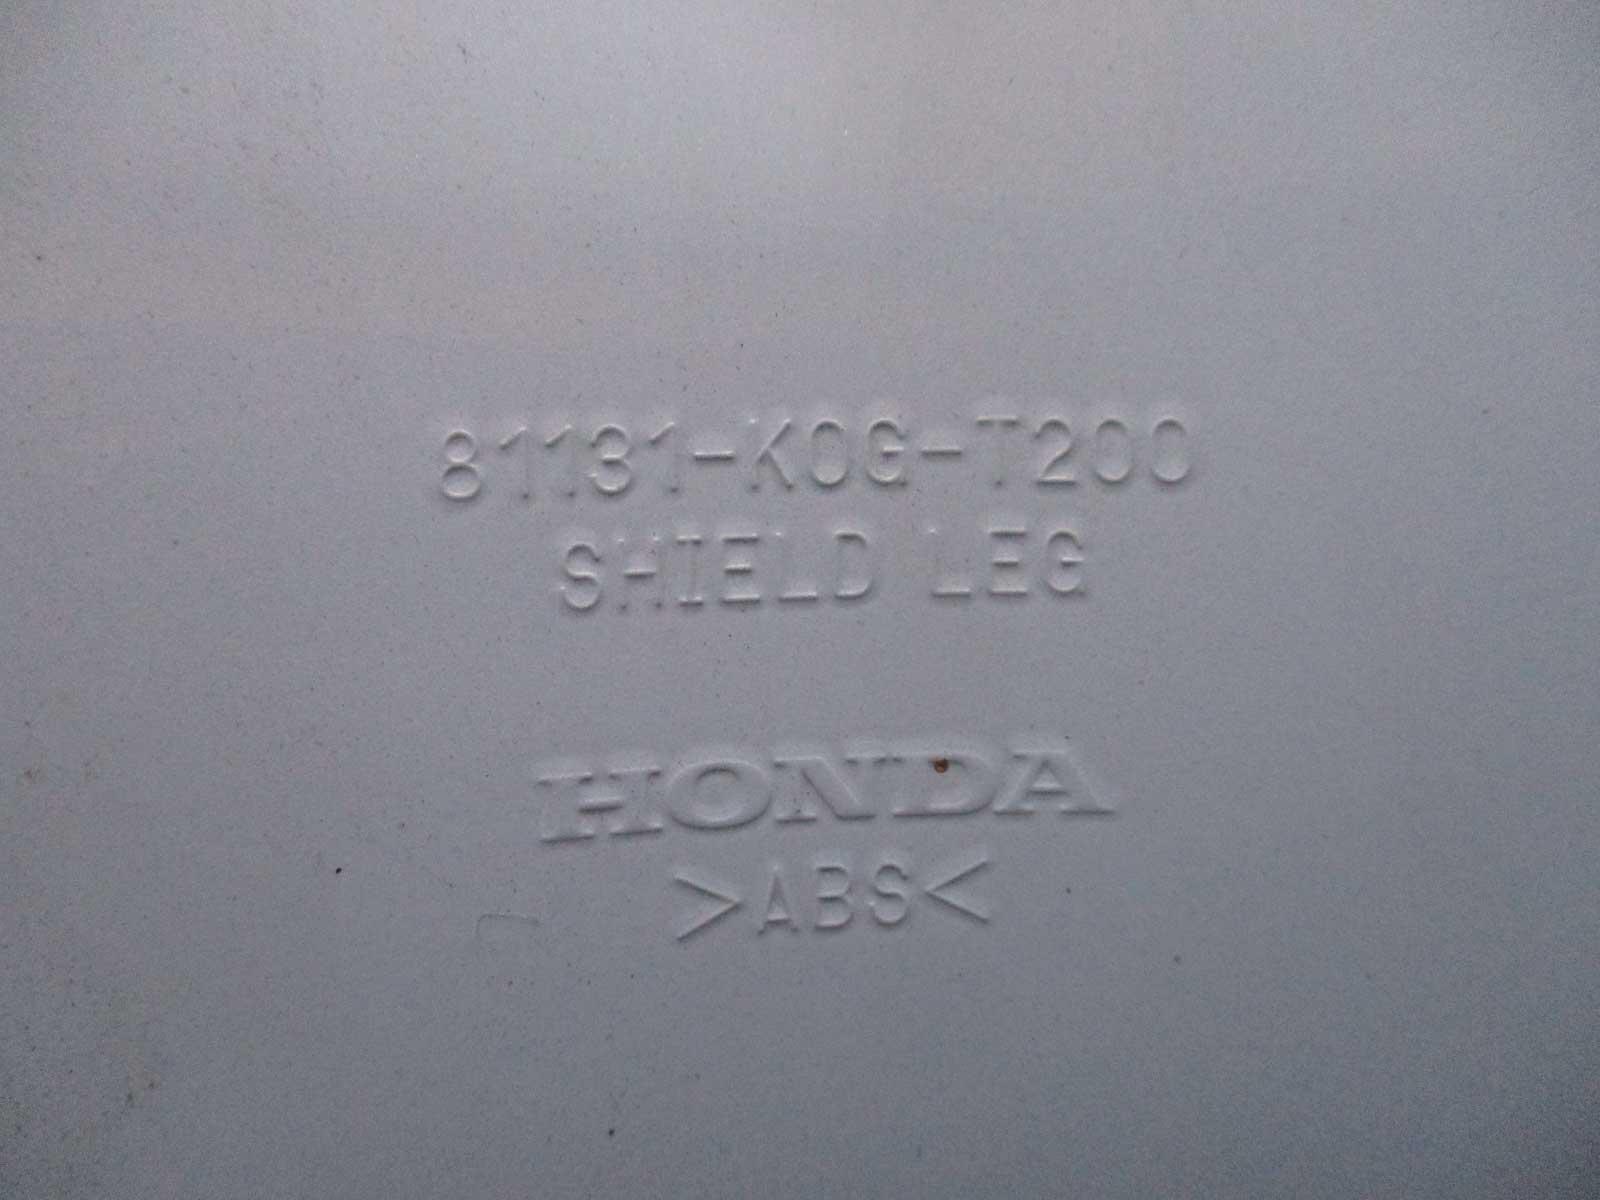 81131-K0G-T200
SHIELD LEG
HONDA
>ABS<